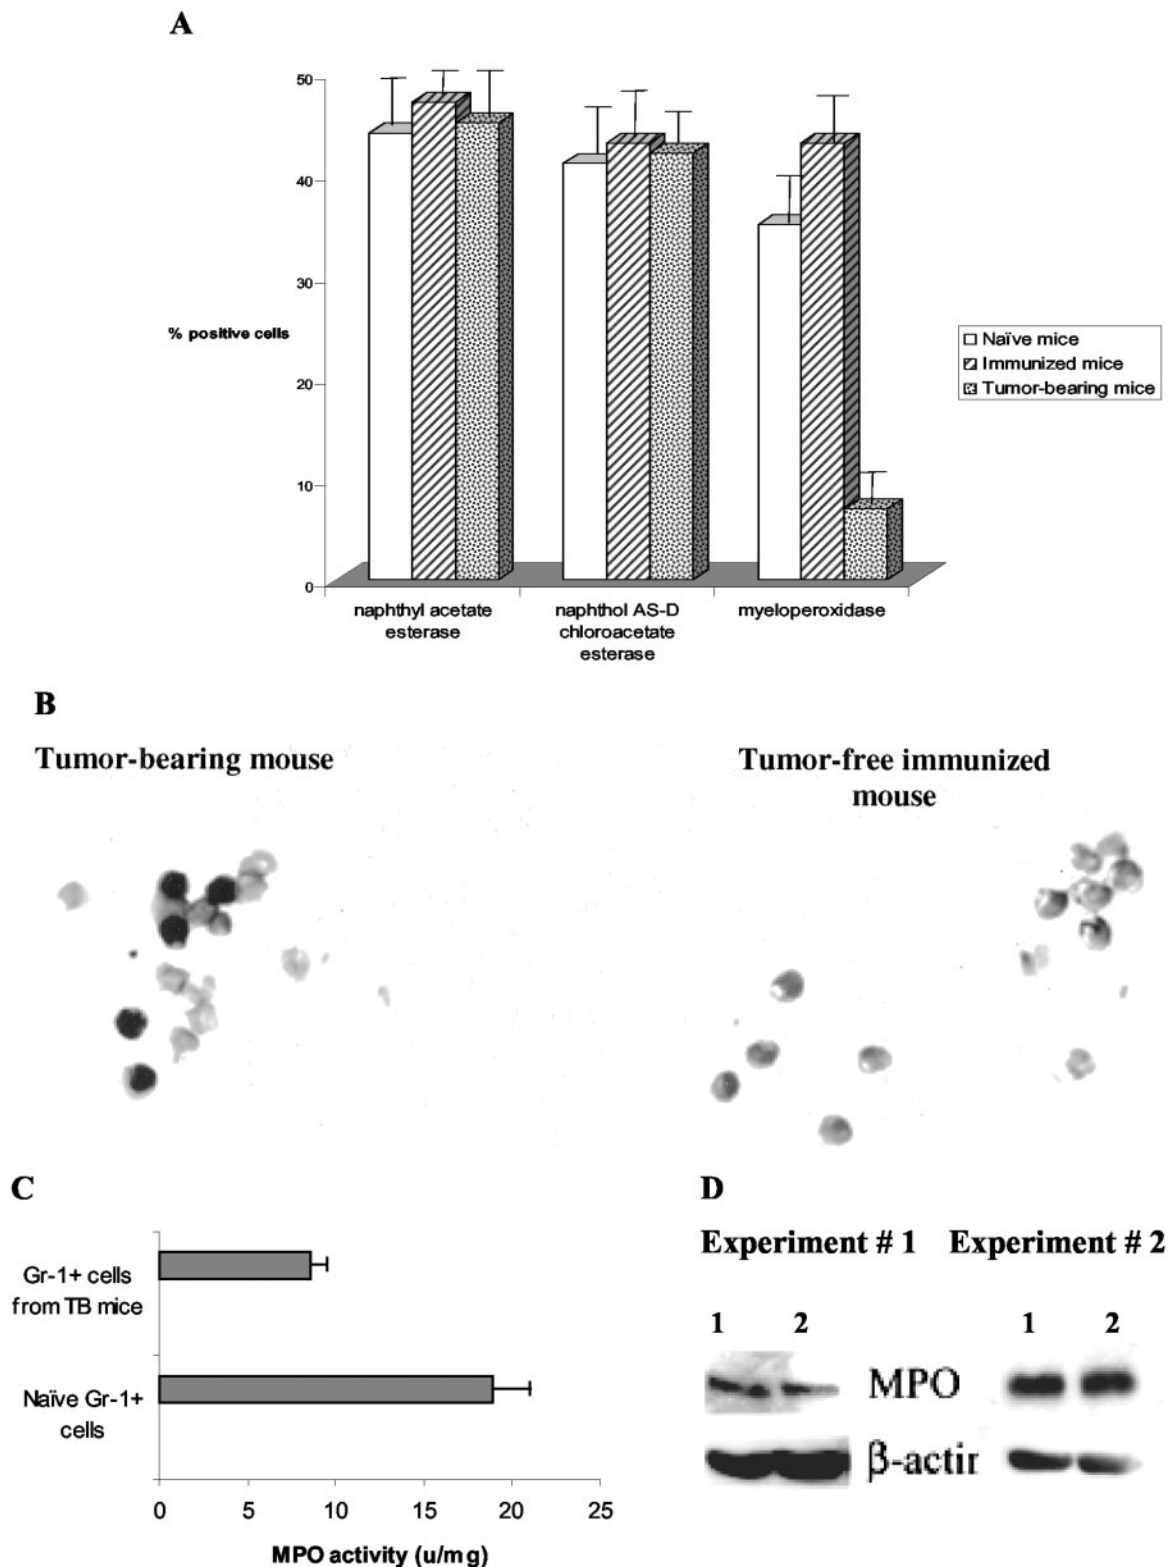 A
50
40
30
20
10
0
% positive cells
Naïve mice
Immunized mice
Tumor-bearing mice
naphthyl acetate
esterase
naphthol AS-D
chloroacetate
esterase
myeloperoxidase
B
Tumor-bearing mouse
Tumor-free immunized
mouse
C
Gr-1+ cells
from TB mice
Naïve Gr-1+
cells
0 5 10 15 20 25
MPO activity (u/mg)
D
Experiment # 1 Experiment # 2
1 2 1 2
MPO
β-actir